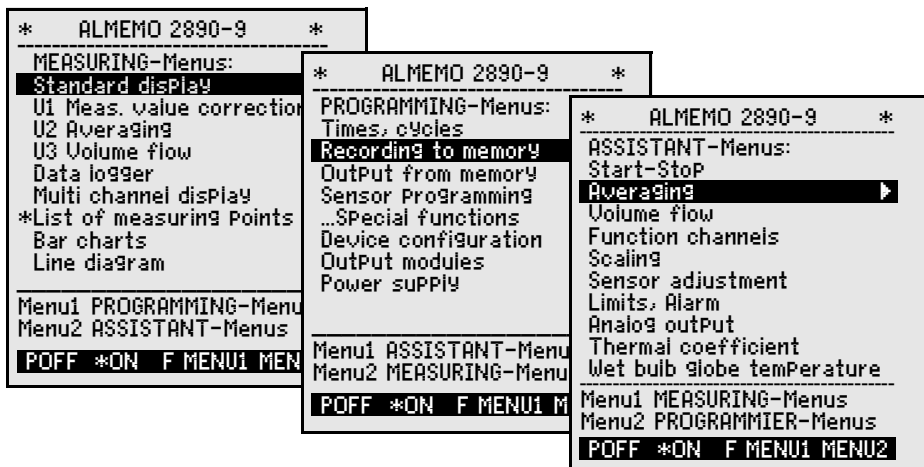 * ALMEMO 2890-9 *
MEASURING-Menus:
Standard display
U1 Meas. value correction
U2 Averaging
U3 Volume flow
Data logger
Multi channel display
*List of measuring Points
Bar charts
Line diagram
Menu1 PROGRAMMING-Menu
Menu2 ASSISTANT-Menus
POFF *ON F MENU1 MEN
* ALMEMO 2890-9 *
PROGRAMMING-Menus:
Times, cycles
Recording to memory
Output from memory
Sensor Programming
...Special functions
Device configuration
Output modules
Power supply
Menu1 ASSISTANT-Menu
Menu2 MEASURING-Menu
POFF *ON F MENU1 M
* ALMEMO 2890-9 *
ASSISTANT-Menus:
Start-Stop
Averaging
Volume flow
Function channels
Scaling
Sensor adjustment
Limits, Alarm
Analog output
Thermal coefficient
Wet bulb globe temperature
Menu1 MEASURING-Menus
Menu2 PROGRAMMIER-Menus
POFF *ON F MENU1 MENU2